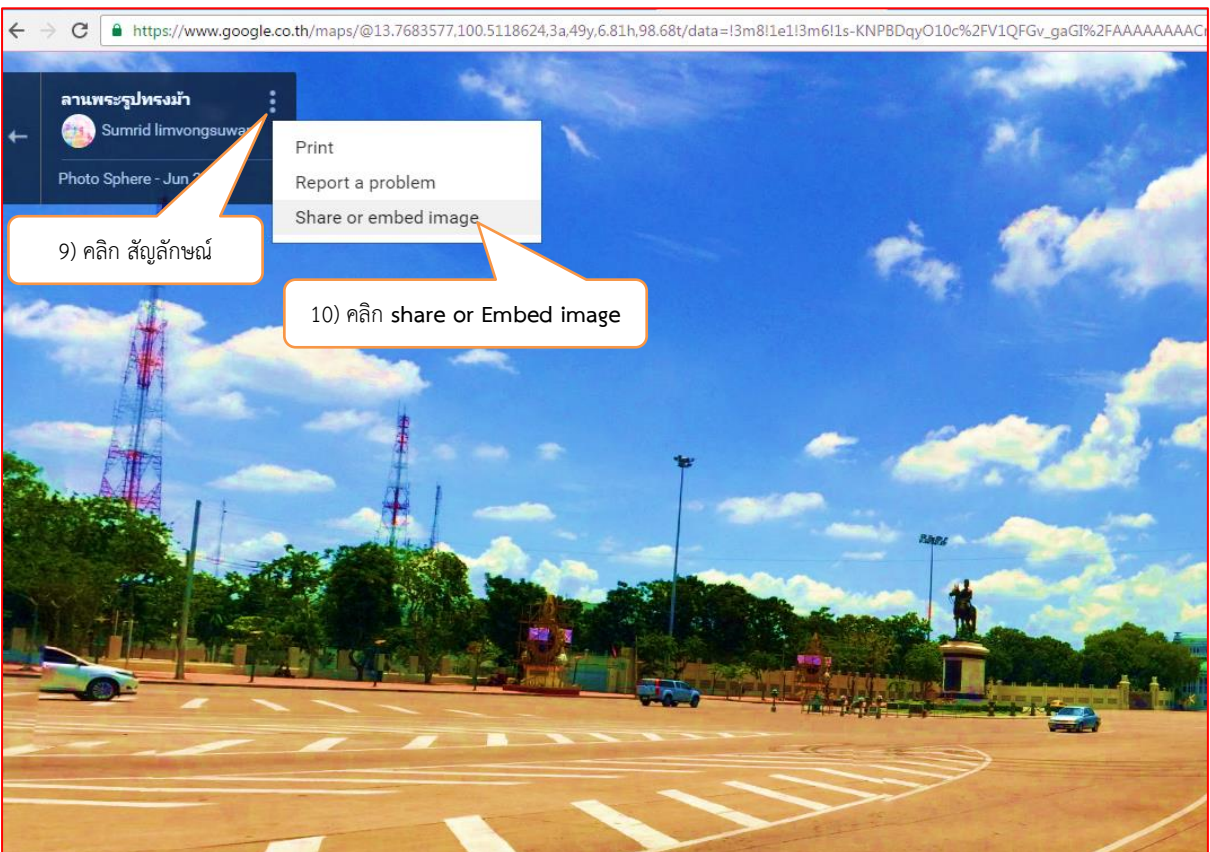 https://www.google.co.th/maps/@13.7683577,100.5118624,3a,49y,6.81h,98.68t/data=!3m8!1e1!3m6!1s-KNPBDqyO10c%2FV1QFGv_gaGI%2FAAAAAAAACr
ลานพระรูปทรงม้า
Sumrid limvongsuwa
Photo Sphere - Jun 2
Print
Report a problem
Share or embed image
9) คลิก สัญลักษณ์
10) คลิก share or Embed image